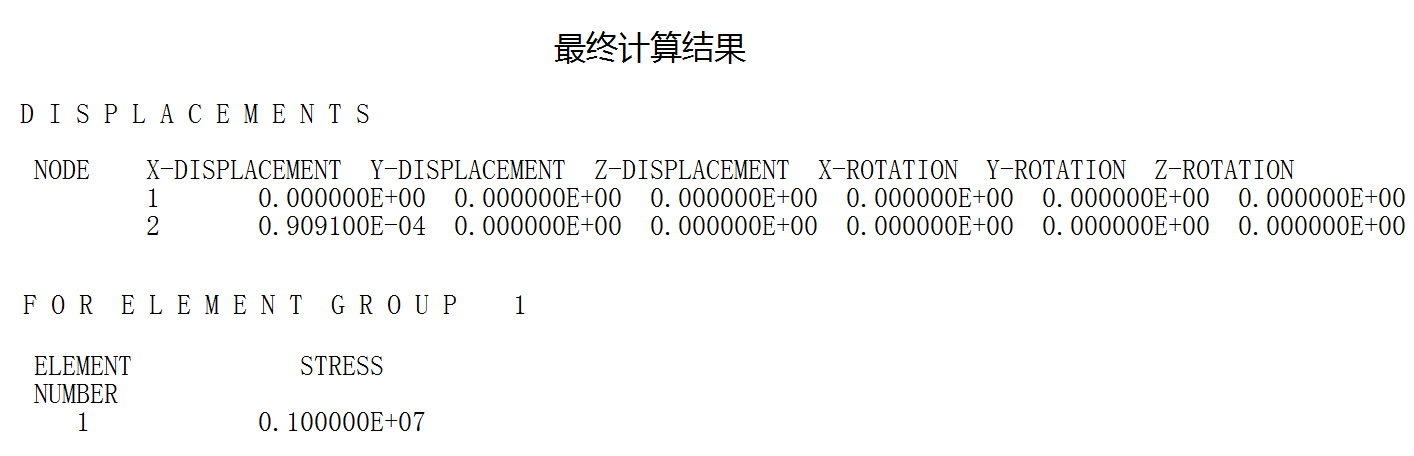 最终计算结果
D I S P L A C E M E N T S
NODE X-DISPLACEMENT Y-DISPLACEMENT Z-DISPLACEMENT X-ROTATION Y-ROTATION Z-ROTATION
1 0.000000E+00 0.000000E+00 0.000000E+00 0.000000E+00 0.000000E+00 0.000000E+00
2 0.909100E-04 0.000000E+00 0.000000E+00 0.000000E+00 0.000000E+00 0.000000E+00
F O R  E L E M E N T  G R O U P 1
ELEMENT STRESS
NUMBER
1 0.100000E+07